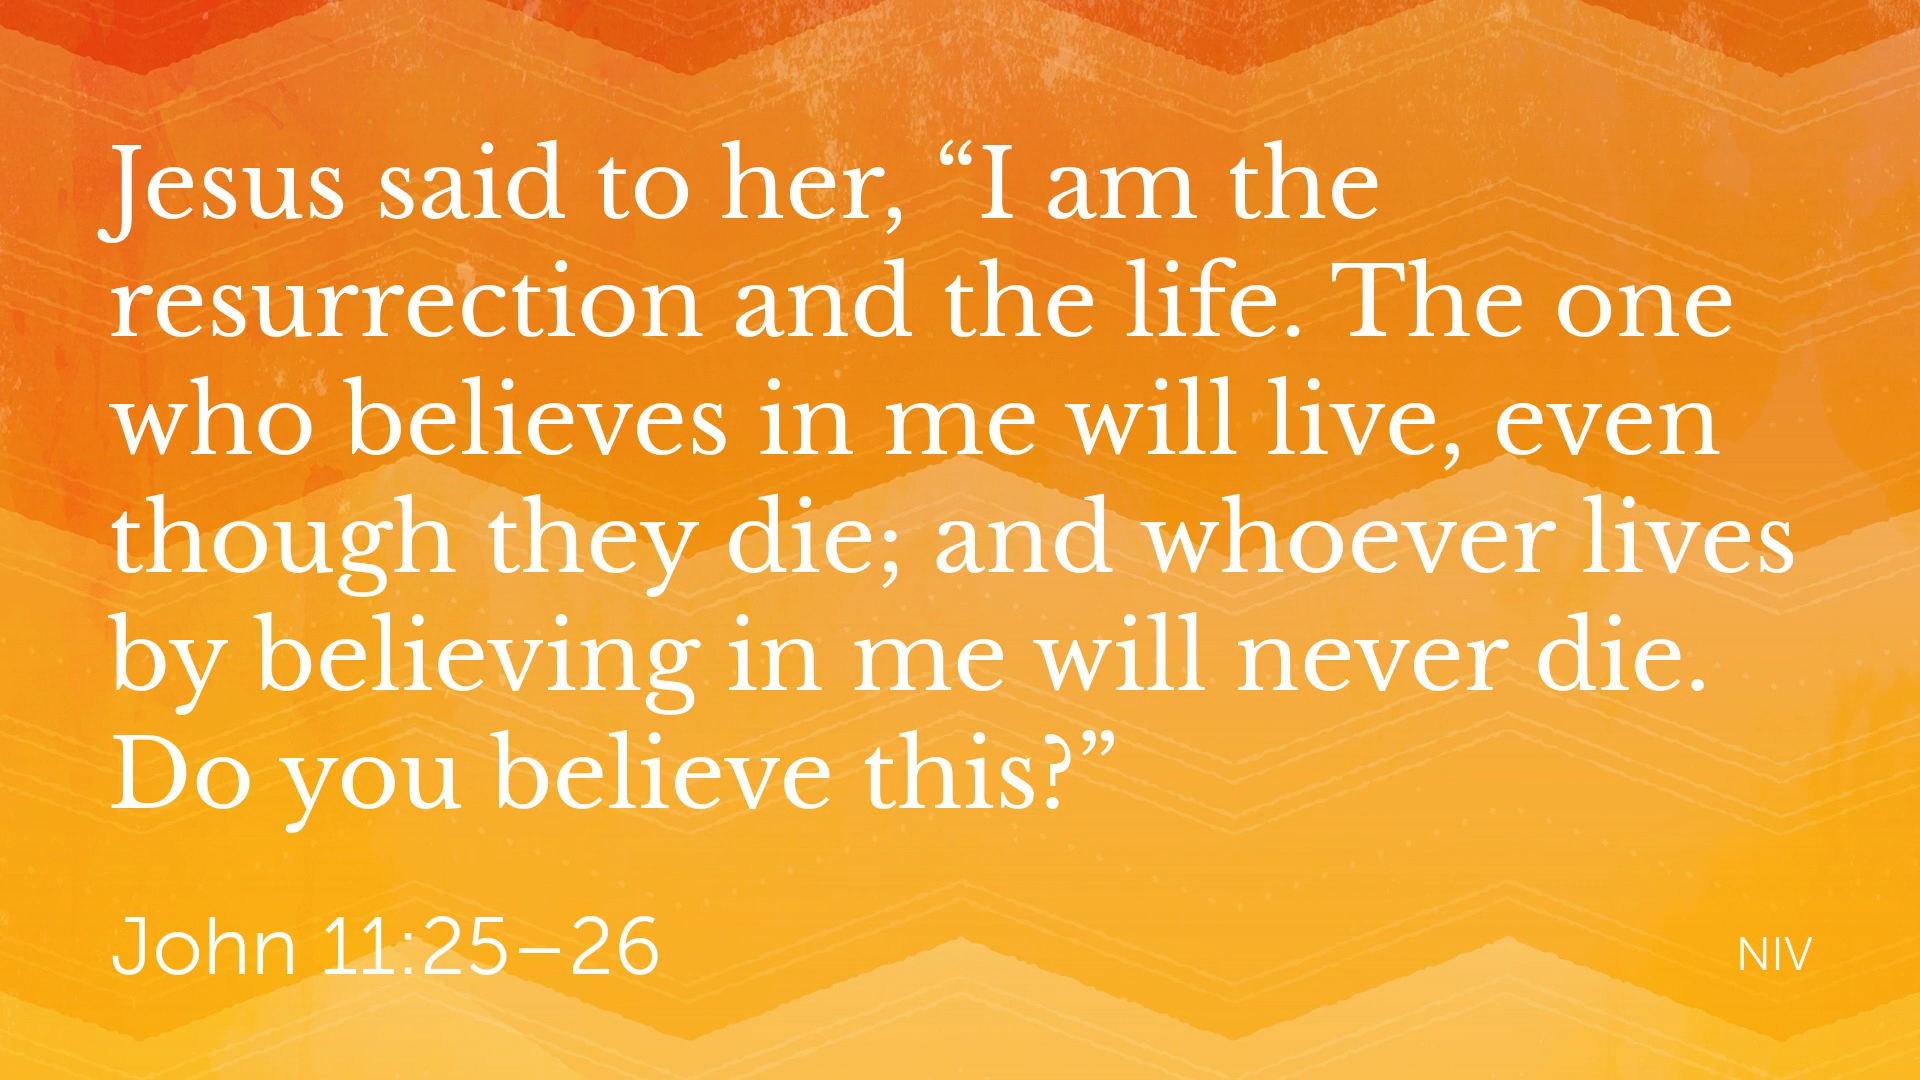 Jesus said to her, “I am the
resurrection and the life. The one
who believes in me will live, even
though they die; and whoever lives
by believing in me will never die.
Do you believe this?”
John 11:25–26
NIV